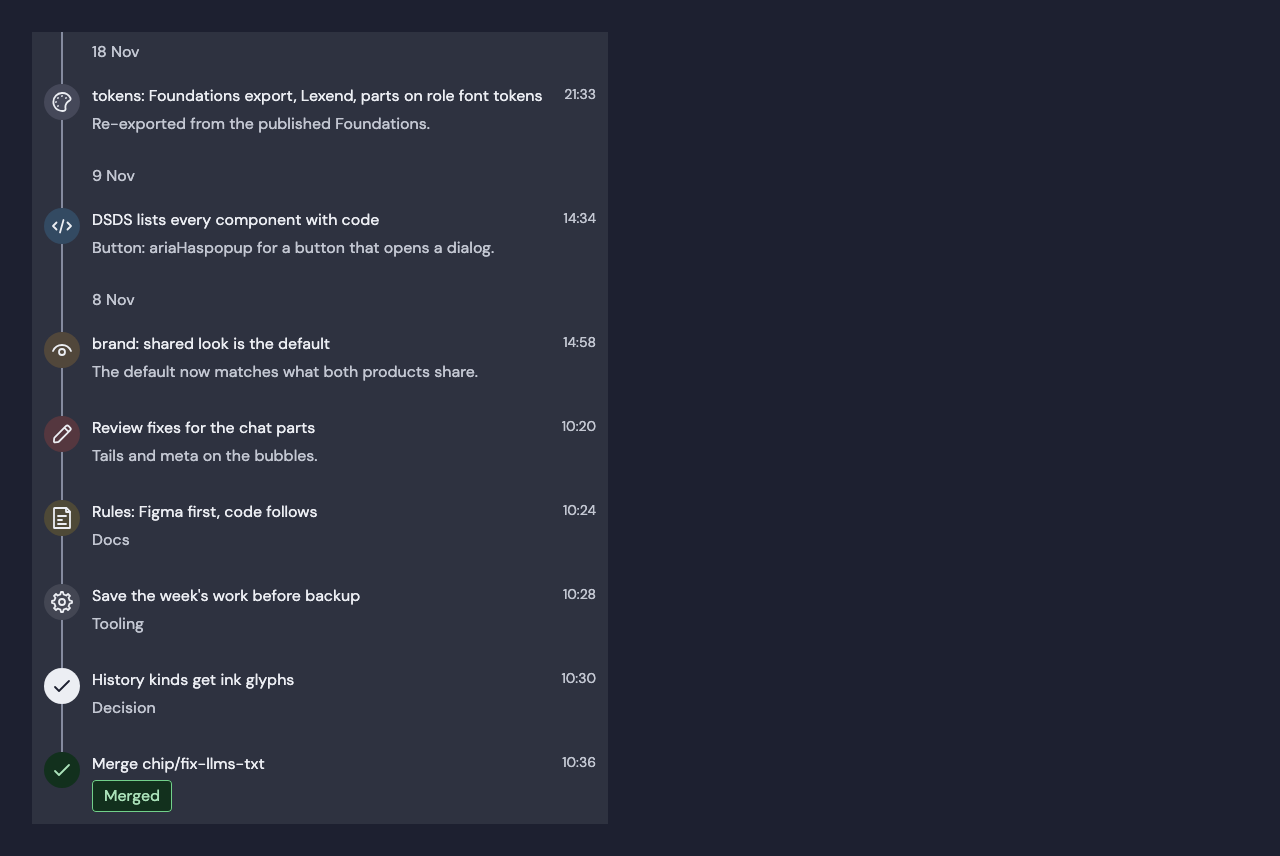 18 Nov
tokens: Foundations export, Lexend, parts on role font tokens 21:33
Re-exported from the published Foundations.
9 Nov
DSDS lists every component with code 14:34
Button: ariaHaspopup for a button that opens a dialog.
8 Nov
brand: shared look is the default 14:58
The default now matches what both products share.
Review fixes for the chat parts 10:20
Tails and meta on the bubbles.
Rules: Figma first, code follows 10:24
Docs
Save the week's work before backup 10:28
Tooling
History kinds get ink glyphs 10:30
Decision
Merge chip/fix-llms-txt 10:36
Merged